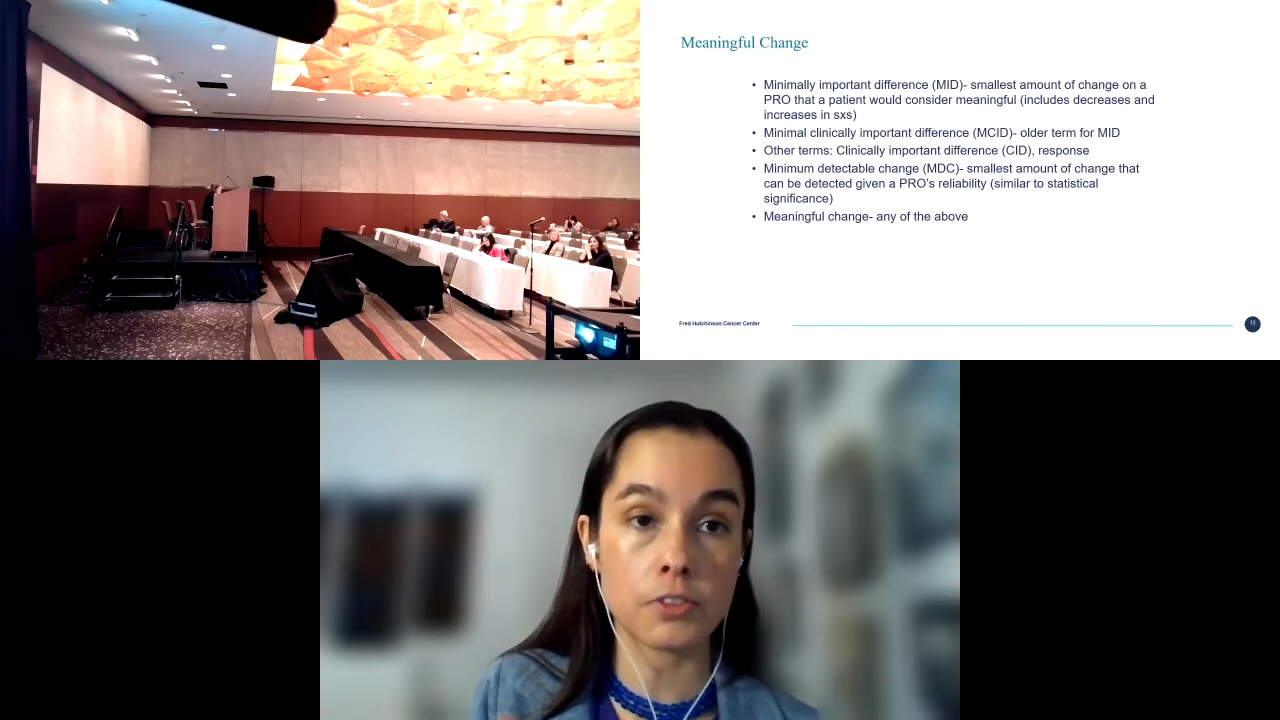 Meaningful Change
• Minimally important difference (MID)- smallest amount of change on a
PRO that a patient would consider meaningful (includes decreases and
increases in sxs)
• Minimal clinically important difference (MCID)- older term for MID
• Other terms: Clinically important difference (CID), response
• Minimum detectable change (MDC)- smallest amount of change that
can be detected given a PRO's reliability (similar to statistical
significance)
• Meaningful change- any of the above
Fred Hutchinson Cancer Center
12